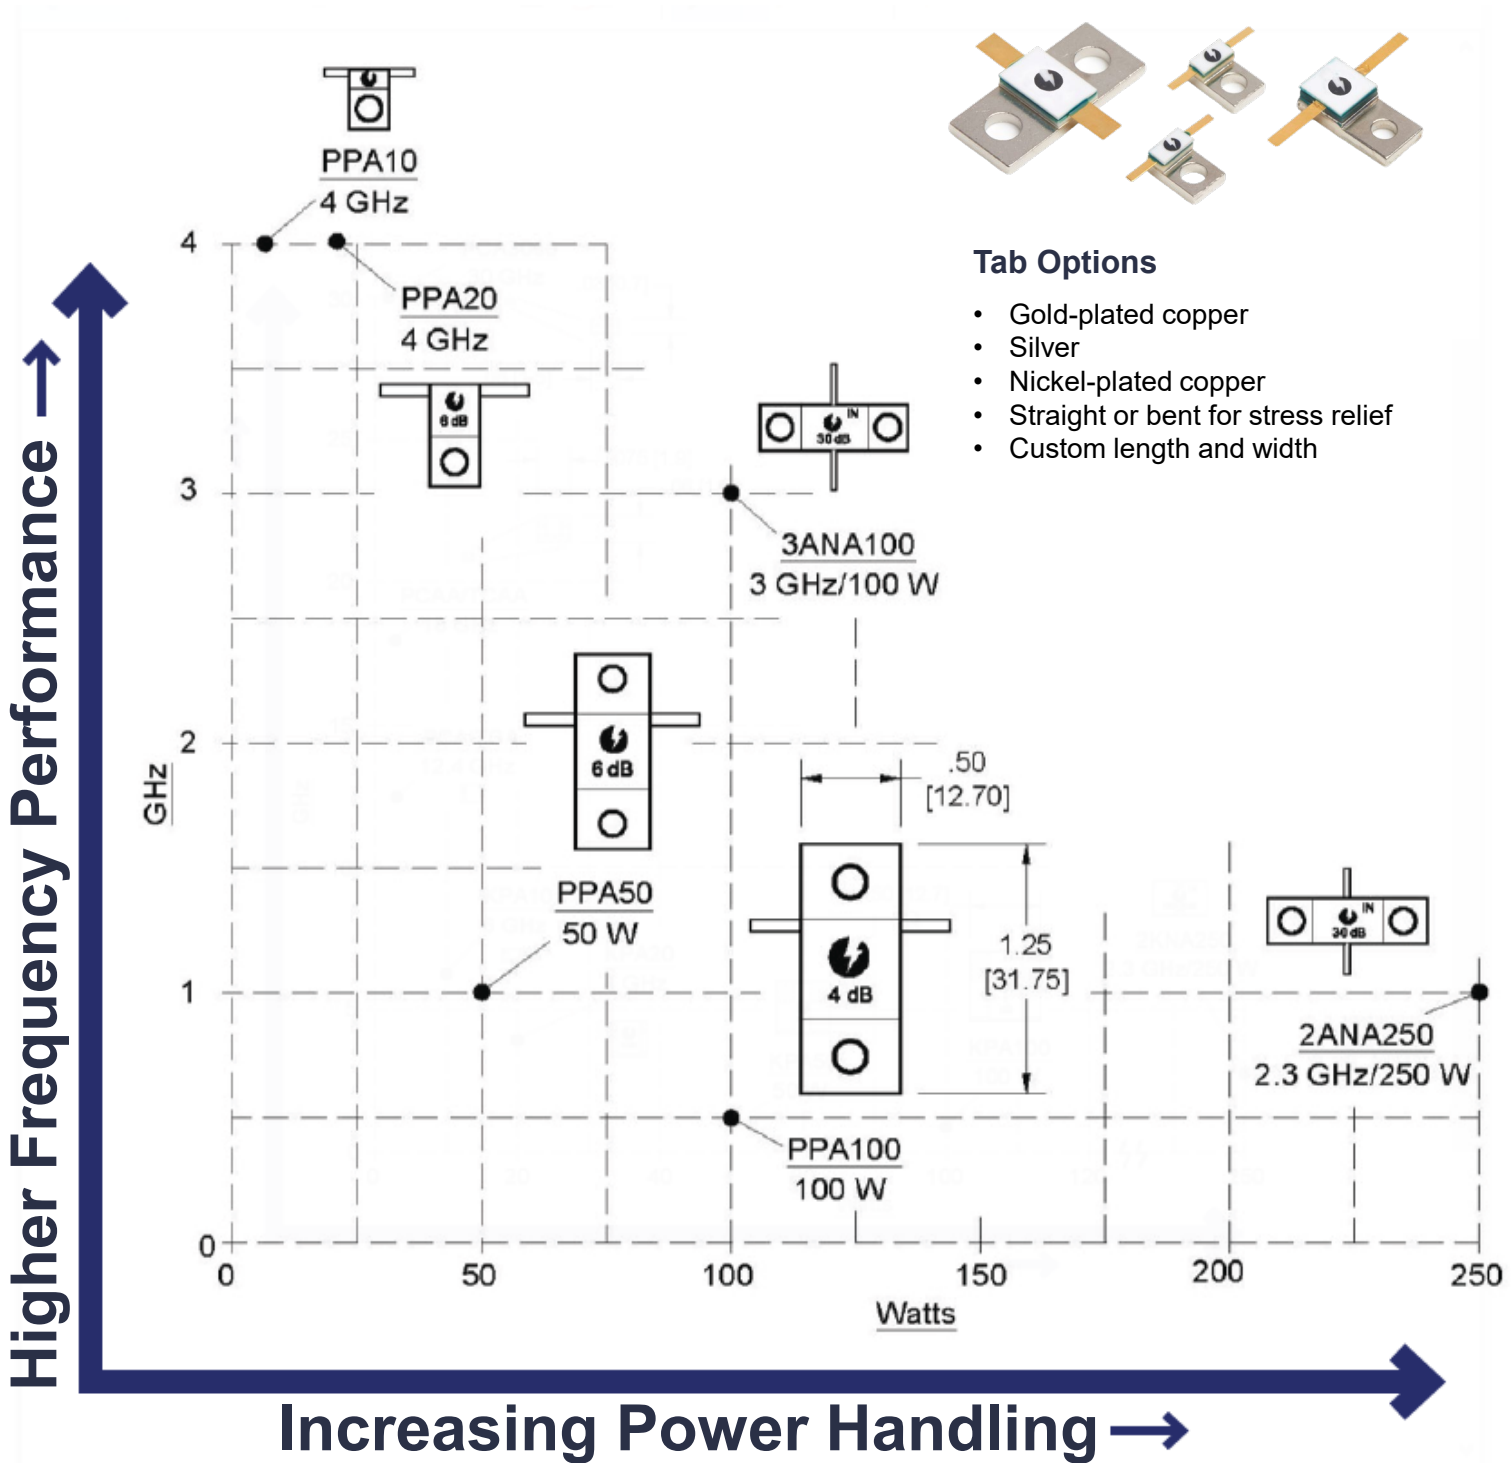 PPA10
4 GHz
4
PPA20
4 GHz
6 dB
Tab Options
• Gold-plated copper
• Silver
• Nickel-plated copper
• Straight or bent for stress relief
• Custom length and width
IN
30 dB
3
3ANA100
3 GHz/100 W
2
GHz
6 dB
.50
[12.70]
PPA50
50 W
1.25
[31.75]
4 dB
IN
30 dB
1
2ANA250
2.3 GHz/250 W
PPA100
100 W
0
0
50
100
150
200
250
Watts
Higher Frequency Performance →
Increasing Power Handling →